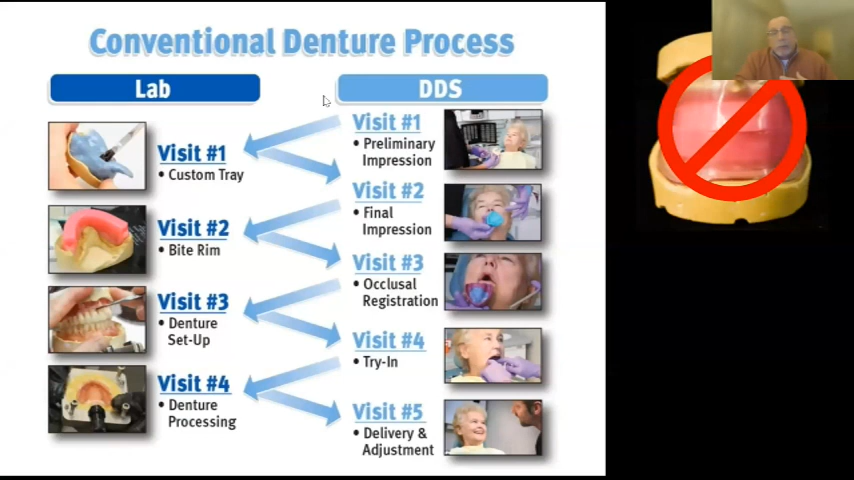 Conventional Denture Process
Lab
DDS
Visit #1
• Preliminary
Impression
Visit #1
• Custom Tray
Visit #2
• Final
Impression
Visit #2
• Bite Rim
Visit #3
• Occlusal
Registration
Visit #3
• Denture
Set-Up
Visit #4
• Try-In
Visit #4
• Denture
Processing
Visit #5
• Delivery &
Adjustment